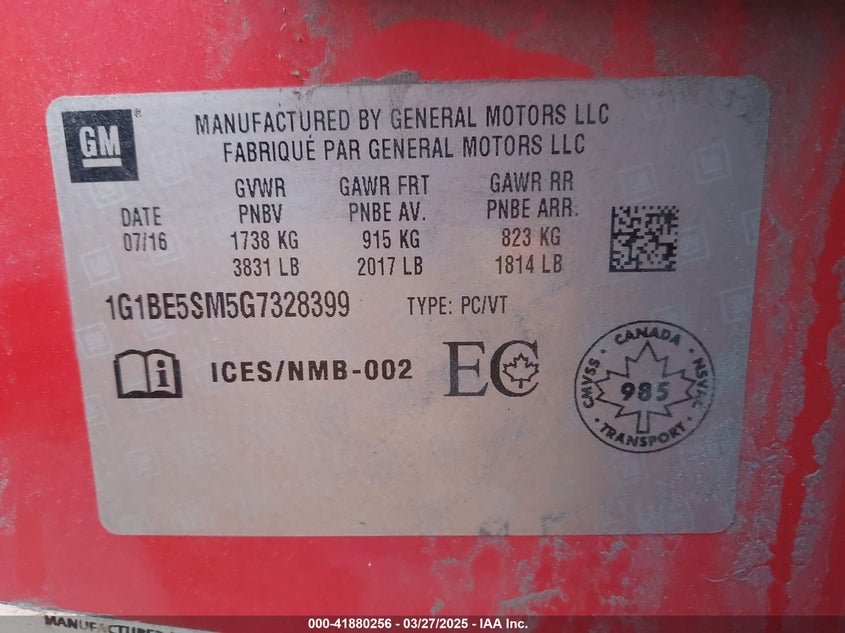 GM
MANUFACTURED BY GENERAL MOTORS LLC
FABRIQUÉ PAR GENERAL MOTORS LLC
GVWR GAWR FRT GAWR RR
DATE PNBV PNBE AV. PNBE ARR.
07/16 1738 KG 915 KG 823 KG
3831 LB 2017 LB 1814 LB
1G1BE5SM5G7328399 TYPE: PC/VT
i ICES/NMB-002 EC
CANADA
CMVSS 985 NSVAC
TRANSPORT
MANUFACTURED
000-41880256 - 03/27/2025 - IAA Inc.